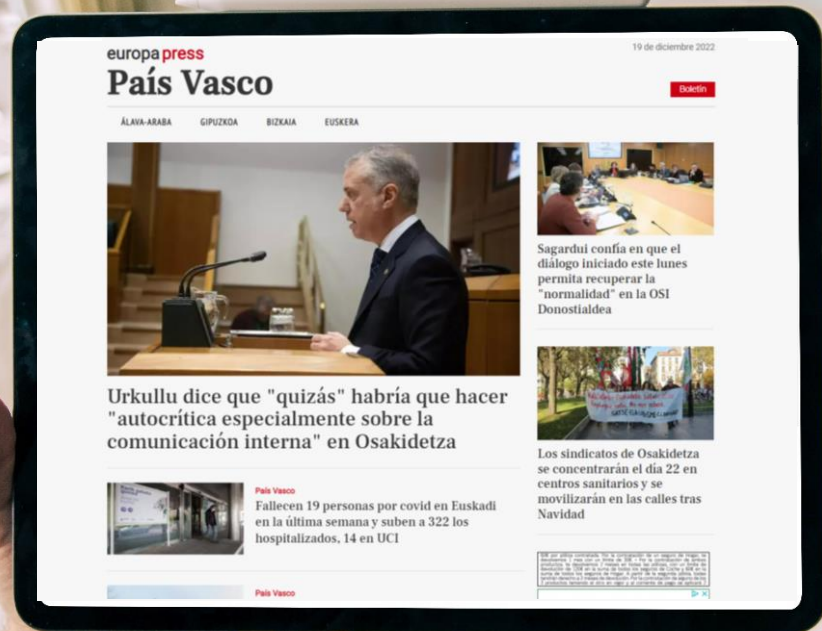 europa press
19 de diciembre 2022
País Vasco
Boletín
ÁLAVA-ARABA GIPUZKOA BIZKAIA EUSKERA
Urkullu dice que "quizás" habría que hacer
"autocrítica especialmente sobre la
comunicación interna" en Osakidetza
País Vasco
Fallecen 19 personas por covid en Euskadi
en la última semana y suben a 322 los
hospitalizados, 14 en UCI
País Vasco
Sagardui confía en que el
diálogo iniciado este lunes
permita recuperar la
"normalidad" en la OSI
Donostialdea
Los sindicatos de Osakidetza
se concentrarán el día 22 en
centros sanitarios y se
movilizarán en las calles tras
Navidad